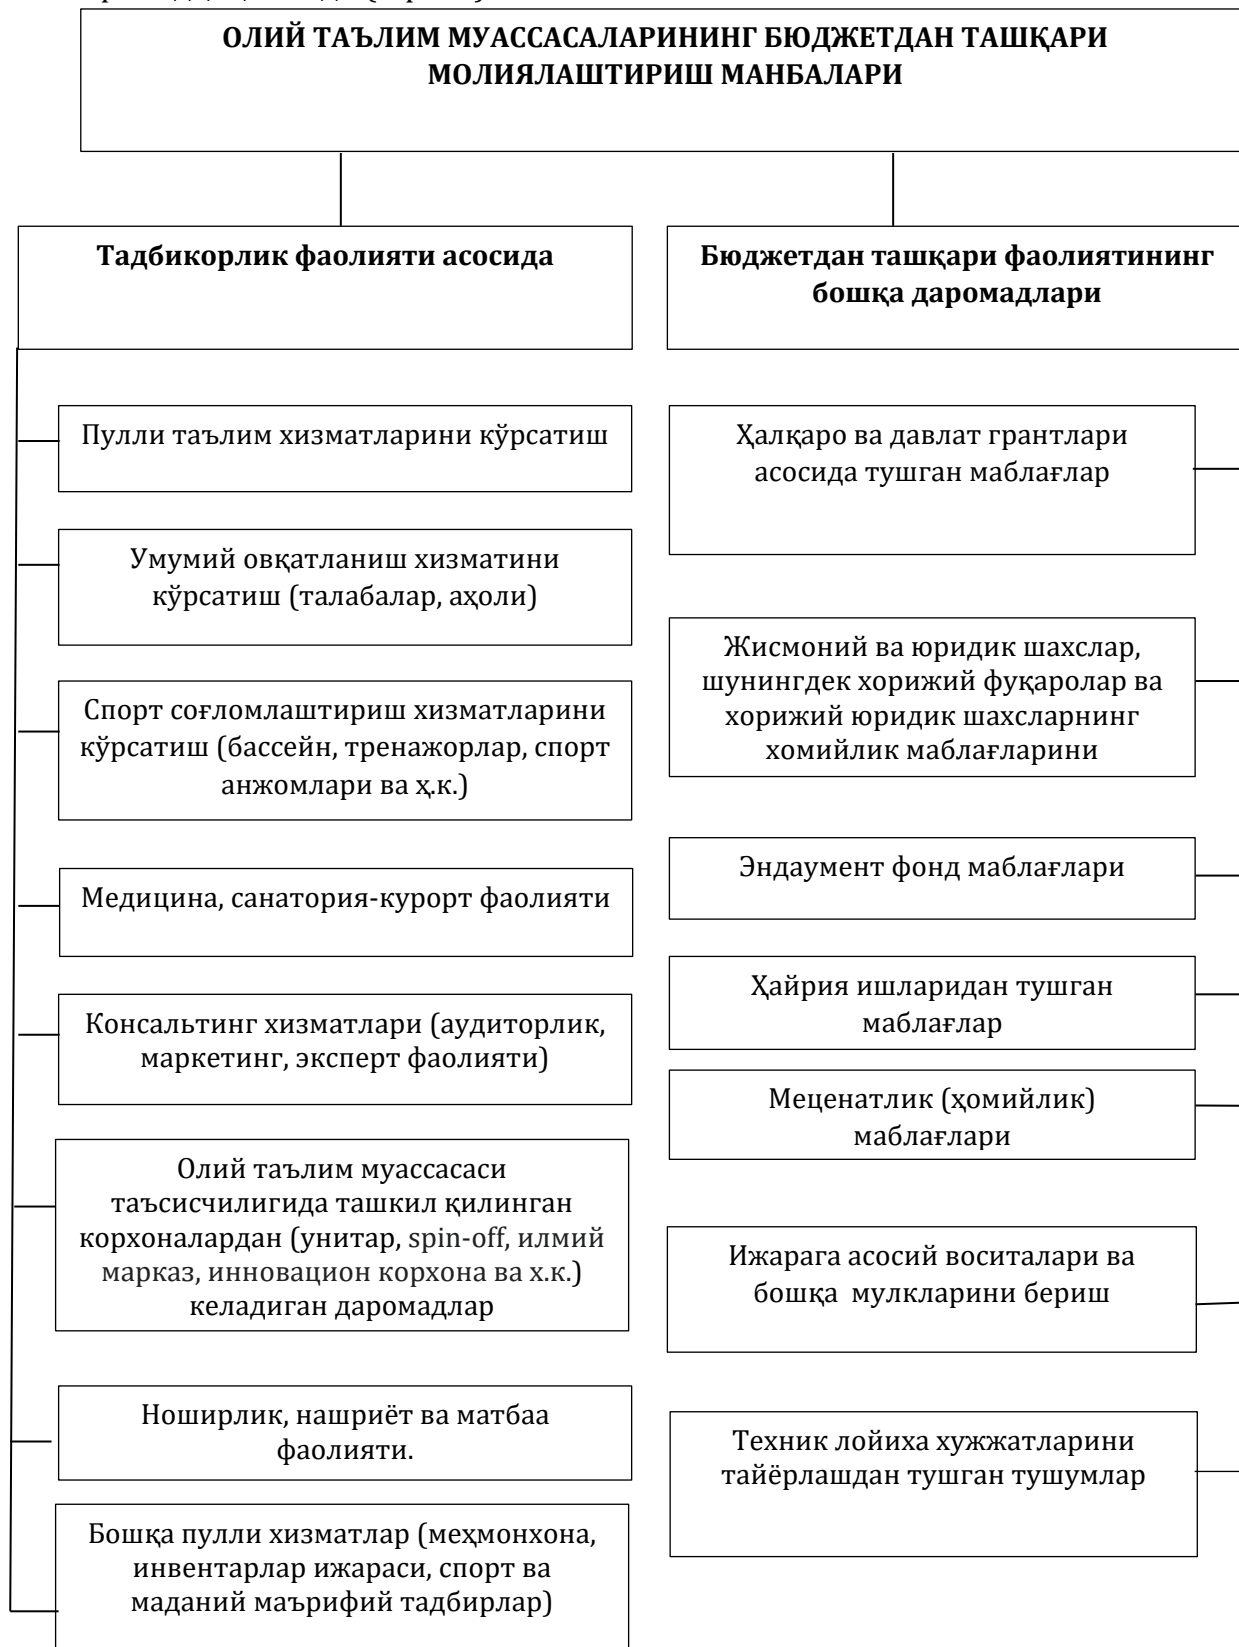 ОЛИЙ ТАЪЛИМ МУАССАСАЛАРИНИНГ БЮДЖЕТДАН ТАШҚАРИ
МОЛИЯЛАШТИРИШ МАНБАЛАРИ
Тадбикорлик фаолияти асосида
Пулли таълим хизматларини кўрсатиш
Умумий овқатланиш хизматини
кўрсатиш (талабалар, аҳоли)
Спорт соғломлаштириш хизматларини
кўрсатиш (бассейн, тренажорлар, спорт
анжомлари ва ҳ.к.)
Медицина, санатория-курорт фаолияти
Консальтинг хизматлари (аудиторлик,
маркетинг, эксперт фаолияти)
Олий таълим муассасаси
таъсисчилигида ташкил қилинган
корхоналардан (унитар, spin-off, илмий
марказ, инновацион корхона ва х.к.)
келадиган даромадлар
Ноширлик, нашриёт ва матбаа
фаолияти.
Бошқа пулли хизматлар (меҳмонхона,
инвентарлар ижараси, спорт ва
маданий маърифий тадбирлар)
Бюджетдан ташқари фаолиятининг
бошқа даромадлари
Ҳалқаро ва давлат грантлари
асосида тушган маблағлар
Жисмоний ва юридик шахслар,
шунингдек хорижий фуқаролар ва
хорижий юридик шахсларнинг
хомийлик маблағларини
Эндаумент фонд маблағлари
Ҳайрия ишларидан тушган
маблағлар
Меценатлик (ҳомийлик)
маблағлари
Ижарага асосий воситалари ва
бошқа мулкларини бериш
Техник лойиха хужжатларини
тайёрлашдан тушган тушумлар